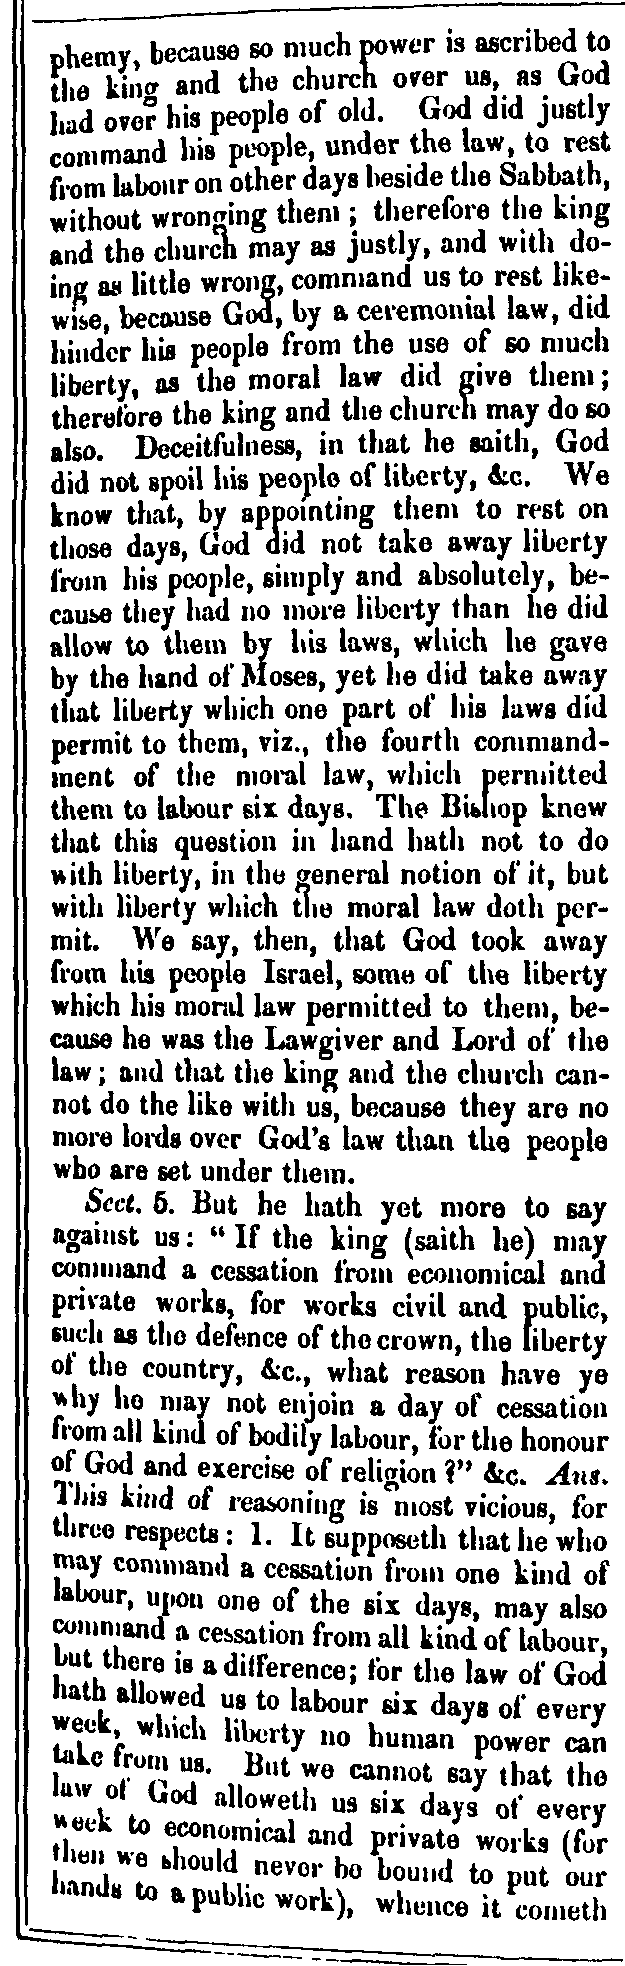 phemy, because so much power is ascribed to
the king and the church over us, as God
had over his people of old. God did justly
command his people, under the law, to rest
from labour on other days beside the Sabbath,
without wronging them ; therefore the king
and the church may as justly, and with do-
ing as little wrong, command us to rest like-
wise, because God, by a ceremonial law, did
hinder his people from the use of so much
liberty, as the moral law did give them ;
therefore the king and the church may do so
also. Deceitfulness, in that he saith, God
did not spoil his people of liberty, &c. We
know that, by appointing them to rest on
those days, God did not take away liberty
from his people, simply and absolutely, be-
cause they had no more liberty than he did
allow to them by his laws, which he gave
by the hand of Moses, yet he did take away
that liberty which one part of his laws did
permit to them, viz., the fourth command-
ment of the moral law, which permitted
them to labour six days. The Bishop knew
that this question in hand hath not to do
with liberty, in the general notion of it, but
with liberty which the moral law doth per-
mit. We say, then, that God took away
from his people Israel, some of the liberty
which his moral law permitted to them, be-
cause he was the Lawgiver and Lord of the
law ; and that the king and the church can-
not do the like with us, because they are no
more lords over God's law than the people
who are set under them.
Sect. 5. But he hath yet more to say
against us : “ If the king (saith he) may
command a cessation from economical and
private works, for works civil and public,
such as the defence of the crown, the liberty
of the country, &c., what reason have ye
why he may not enjoin a day of cessation
from all kind of bodily labour, for the honour
of God and exercise of religion ?” &c. Ans.
This kind of reasoning is most vicious, for
three respects : 1. It supposeth that he who
may command a cessation from one kind of
labour, upon one of the six days, may also
command a cessation from all kind of labour,
but there is a difference; for the law of God
hath allowed us to labour six days of every
week, which liberty no human power can
take from us. But we cannot say that the
law of God alloweth us six days of every
week to economical and private works (for
then we should never be bound to put our
hands to a public work), whence it cometh